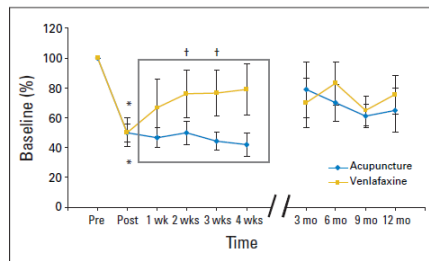 120
100
80
60
40
20
0
Baseline (%)
*
*
†
†
Pre
Post
1 wk
2 wks
3 wks
4 wks
3 mo
6 mo
9 mo
12 mo
Time
Acupuncture
Venlafaxine